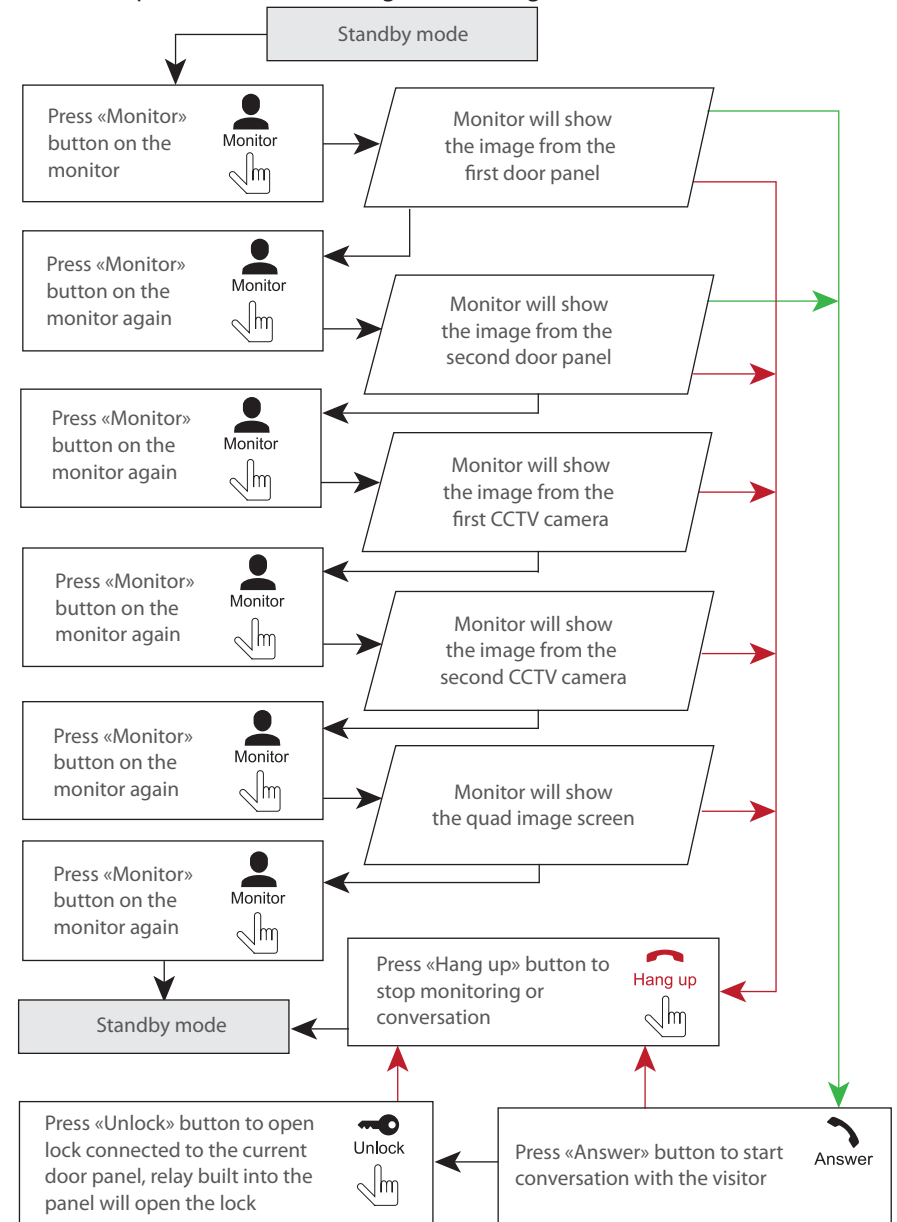 Standby mode
Press «Monitor»
button on the
monitor
Monitor
Monitor will show
the image from the
first door panel
Press «Monitor»
button on the
monitor again
Monitor
Monitor will show
the image from the
second door panel
Press «Monitor»
button on the
monitor again
Monitor
Monitor will show
the image from the
first CCTV camera
Press «Monitor»
button on the
monitor again
Monitor
Monitor will show
the image from the
second CCTV camera
Press «Monitor»
button on the
monitor again
Monitor
Monitor will show
the quad image screen
Press «Monitor»
button on the
monitor again
Monitor
Press «Hang up» button to
stop monitoring or
conversation
Hang up
Standby mode
Press «Unlock» button to open
lock connected to the current
door panel, relay built into the
panel will open the lock
Unlock
Press «Answer» button to start
conversation with the visitor
Answer